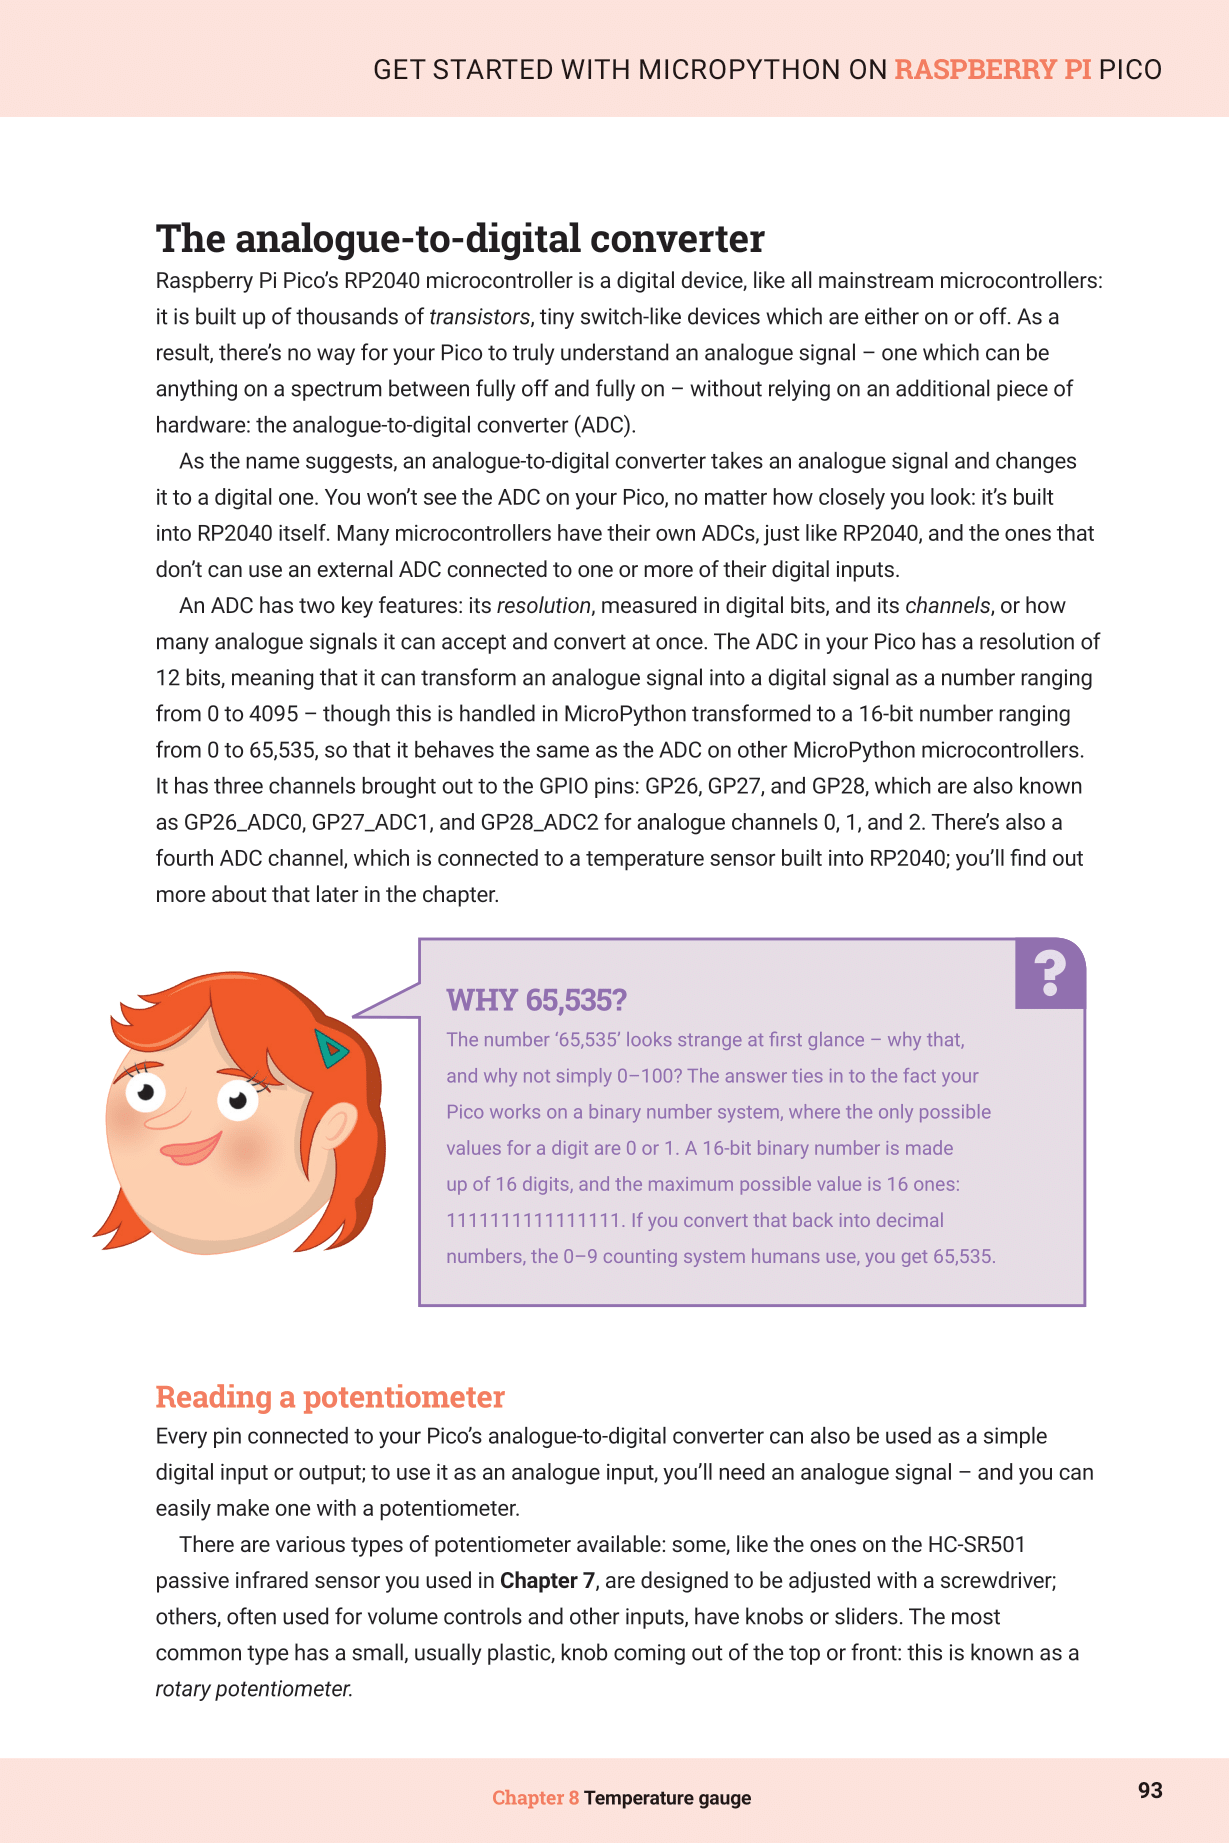 GET STARTED WITH MICROPYTHON ON RASPBERRY PI PICO
The analogue-to-digital converter
Raspberry Pi Pico’s RP2040 microcontroller is a digital device, like all mainstream microcontrollers:
it is built up of thousands of transistors, tiny switch-like devices which are either on or off. As a
result, there’s no way for your Pico to truly understand an analogue signal – one which can be
anything on a spectrum between fully off and fully on – without relying on an additional piece of
hardware: the analogue-to-digital converter (ADC).
As the name suggests, an analogue-to-digital converter takes an analogue signal and changes
it to a digital one. You won’t see the ADC on your Pico, no matter how closely you look: it’s built
into RP2040 itself. Many microcontrollers have their own ADCs, just like RP2040, and the ones that
don’t can use an external ADC connected to one or more of their digital inputs.
An ADC has two key features: its resolution, measured in digital bits, and its channels, or how
many analogue signals it can accept and convert at once. The ADC in your Pico has a resolution of
12 bits, meaning that it can transform an analogue signal into a digital signal as a number ranging
from 0 to 4095 – though this is handled in MicroPython transformed to a 16-bit number ranging
from 0 to 65,535, so that it behaves the same as the ADC on other MicroPython microcontrollers.
It has three channels brought out to the GPIO pins: GP26, GP27, and GP28, which are also known
as GP26_ADC0, GP27_ADC1, and GP28_ADC2 for analogue channels 0, 1, and 2. There’s also a
fourth ADC channel, which is connected to a temperature sensor built into RP2040; you’ll find out
more about that later in the chapter.
?
WHY 65,535?
The number ‘65,535’ looks strange at first glance – why that,
and why not simply 0–100? The answer ties in to the fact your
Pico works on a binary number system, where the only possible
values for a digit are 0 or 1. A 16-bit binary number is made
up of 16 digits, and the maximum possible value is 16 ones:
1111111111111111. If you convert that back into decimal
numbers, the 0–9 counting system humans use, you get 65,535.
Reading a potentiometer
Every pin connected to your Pico’s analogue-to-digital converter can also be used as a simple
digital input or output; to use it as an analogue input, you’ll need an analogue signal – and you can
easily make one with a potentiometer.
There are various types of potentiometer available: some, like the ones on the HC-SR501
passive infrared sensor you used in Chapter 7, are designed to be adjusted with a screwdriver;
others, often used for volume controls and other inputs, have knobs or sliders. The most
common type has a small, usually plastic, knob coming out of the top or front: this is known as a
rotary potentiometer.
Chapter 8 Temperature gauge
93